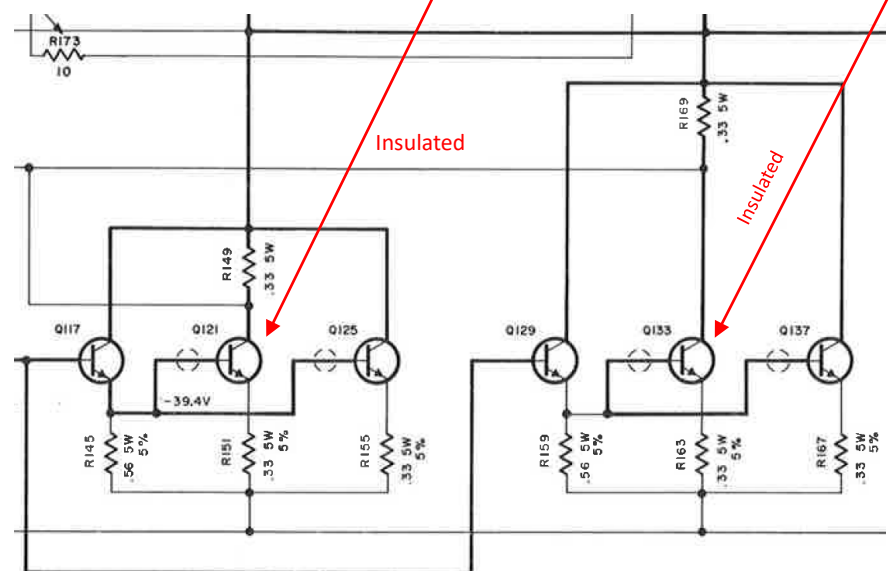 R173
10
Insulated
R169
.33 5W
Insulated
R149
.33 5W
Q117
Q121
Q125
Q129
Q133
Q137
-39.4V
R145
.56 5W
5%
R151
.33 5W
5%
R155
.33 5W
5%
R159
.56 5W
5%
R163
.33 5W
5%
R167
.33 5W
5%